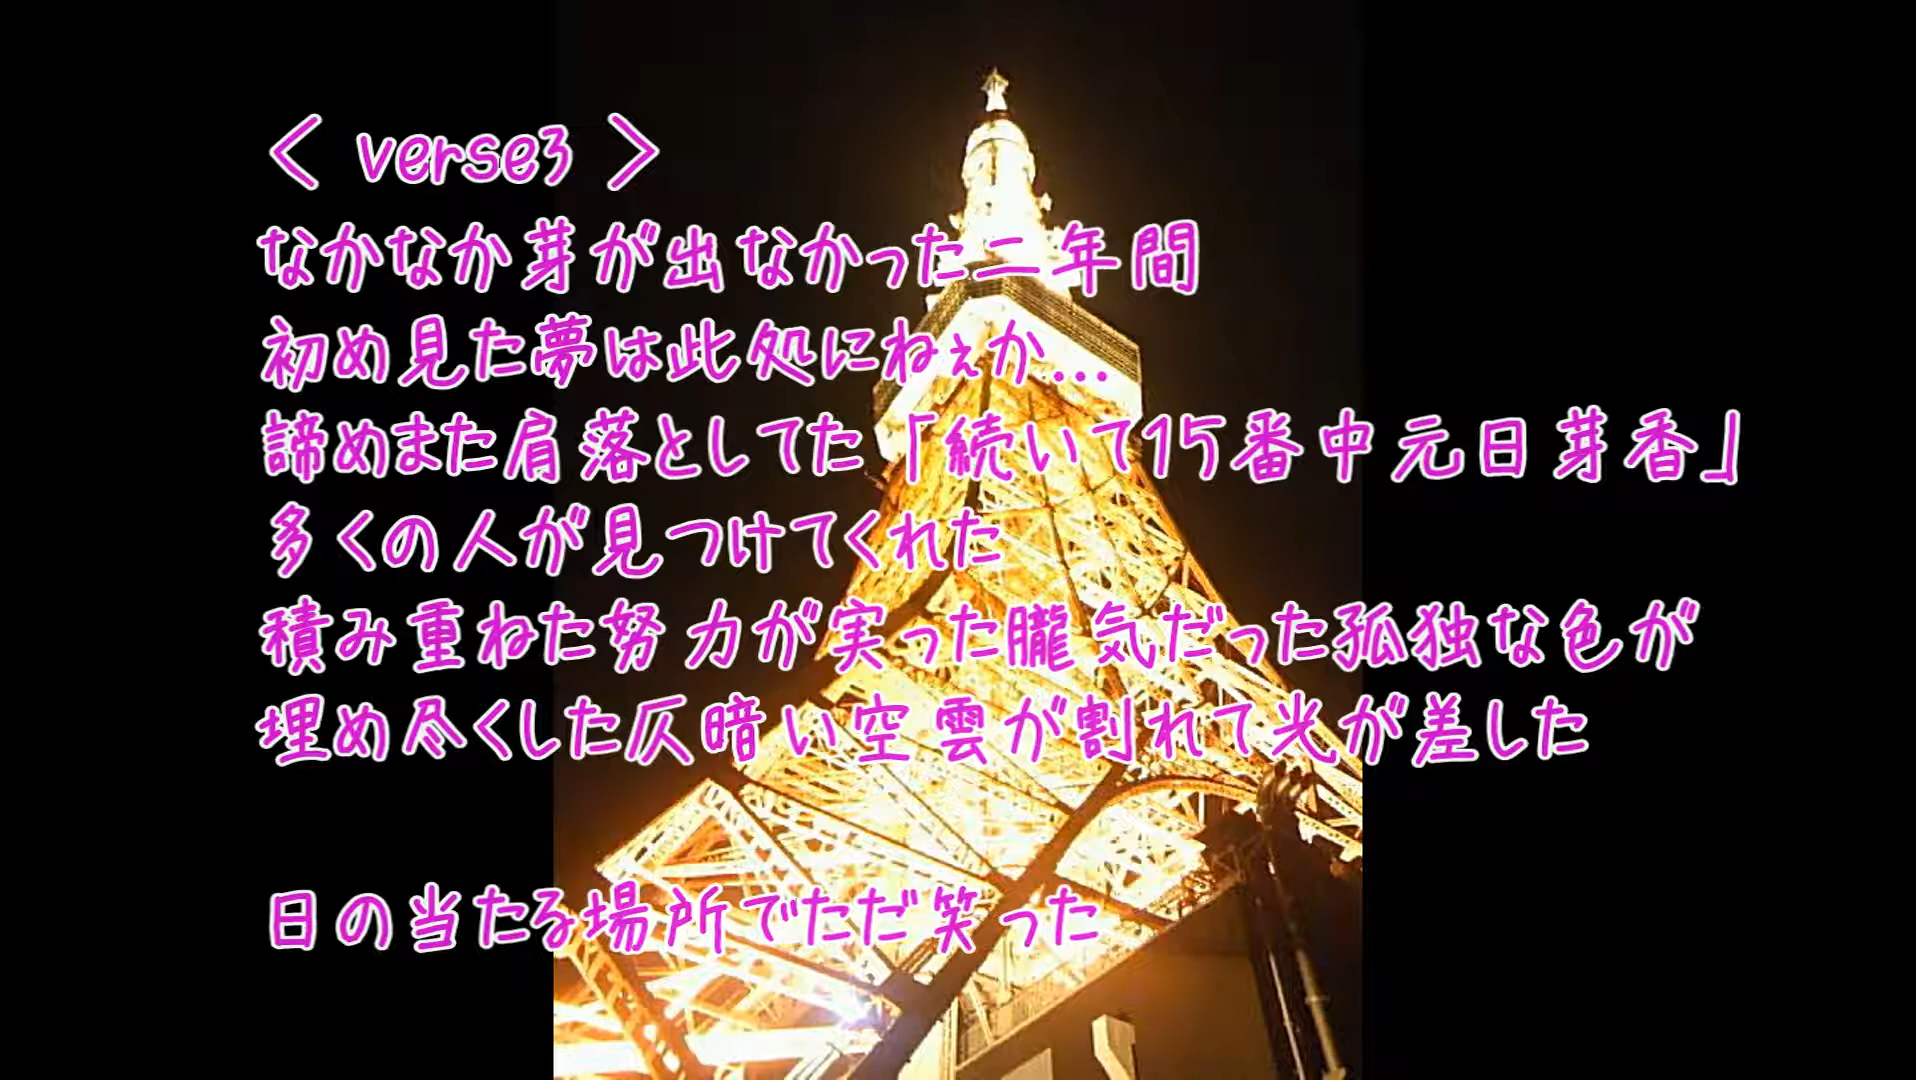 < verse3 >
なかなか芽が出なかった二年間
初め見た夢は此処にねぇか...
諦めまた肩落としてた「続いて15番中元日芽香」
多くの人が見つけてくれた
積み重ねた努力が実った朧気だった孤独な色が
埋め尽くした仄暗い空雲が割れて光が差した
日の当たる場所でただ笑った